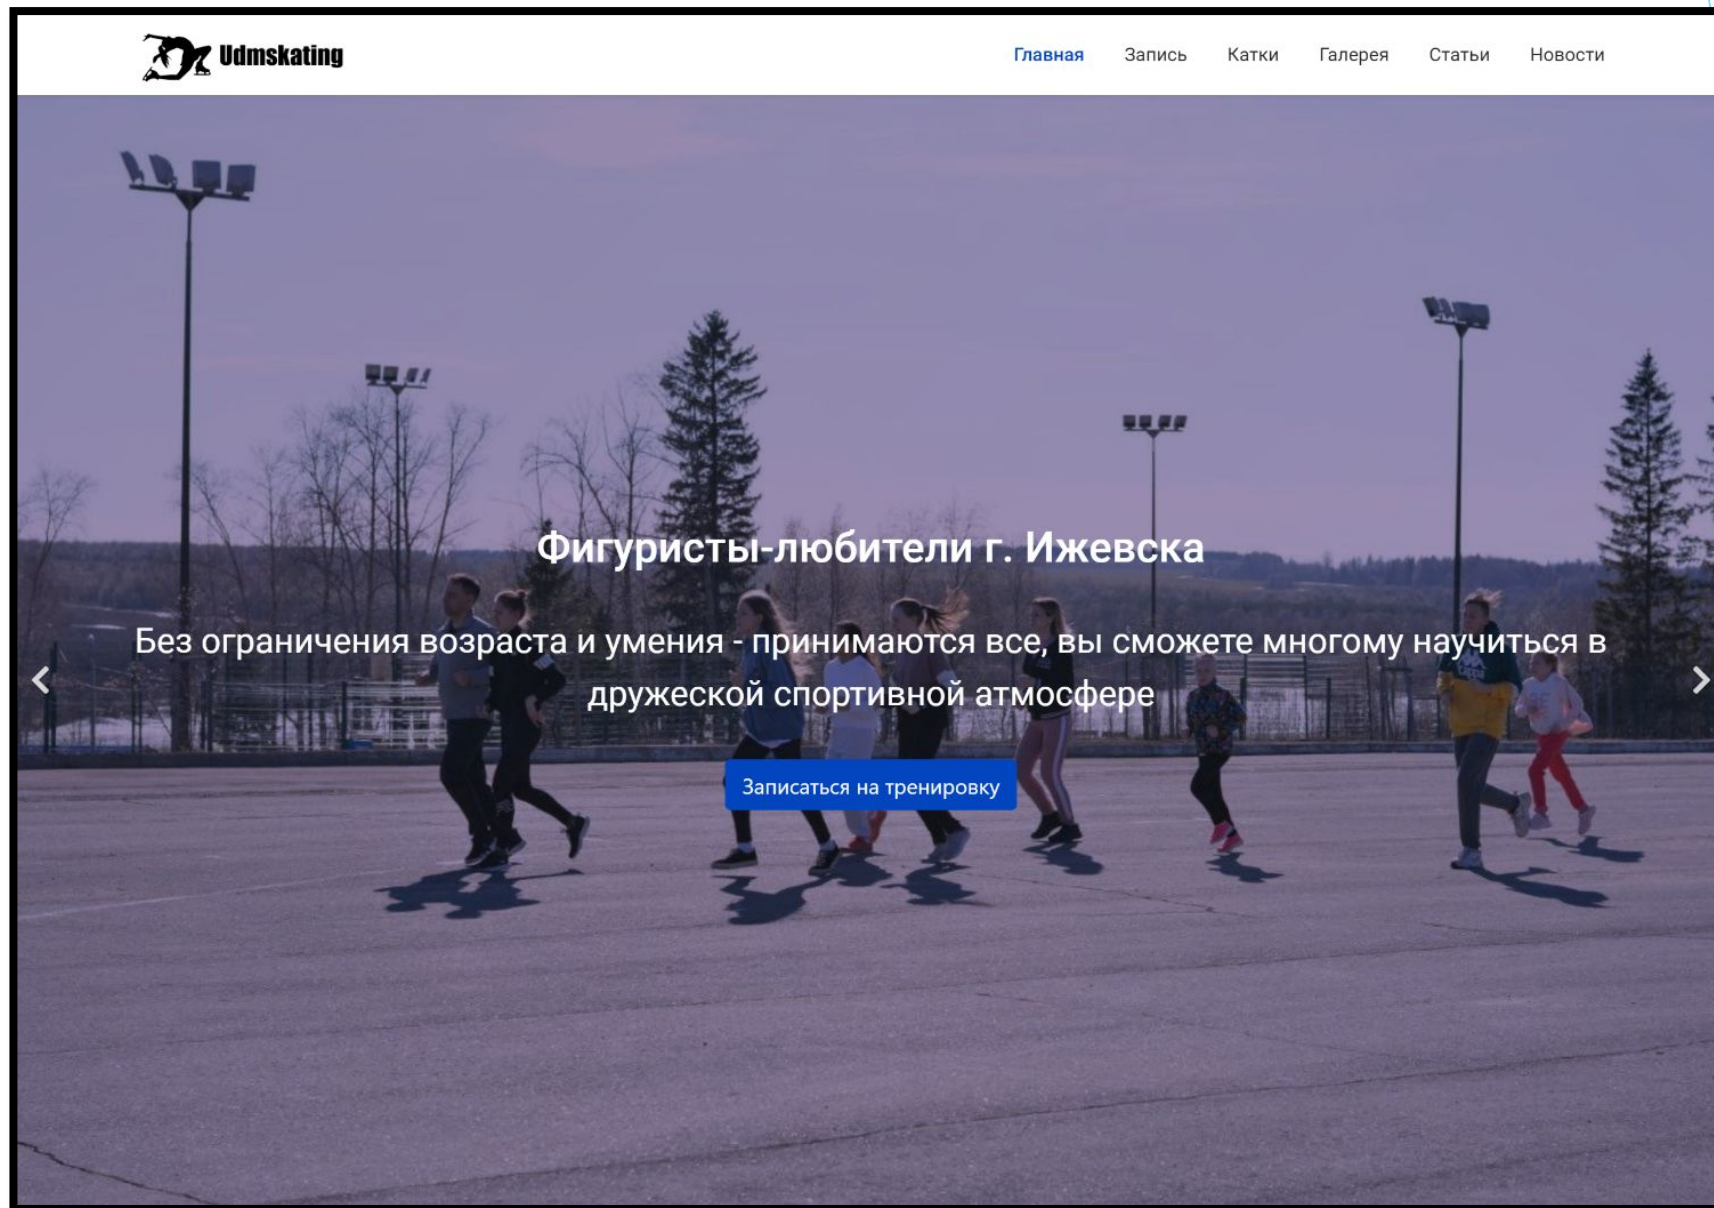 Udmskating
Главная Запись Катки Галерея Статьи Новости
Фигуристы-любители г. Ижевска
Без ограничения возраста и умения - принимаются все, вы сможете многому научиться в
дружеской спортивной атмосфере
Записаться на тренировку